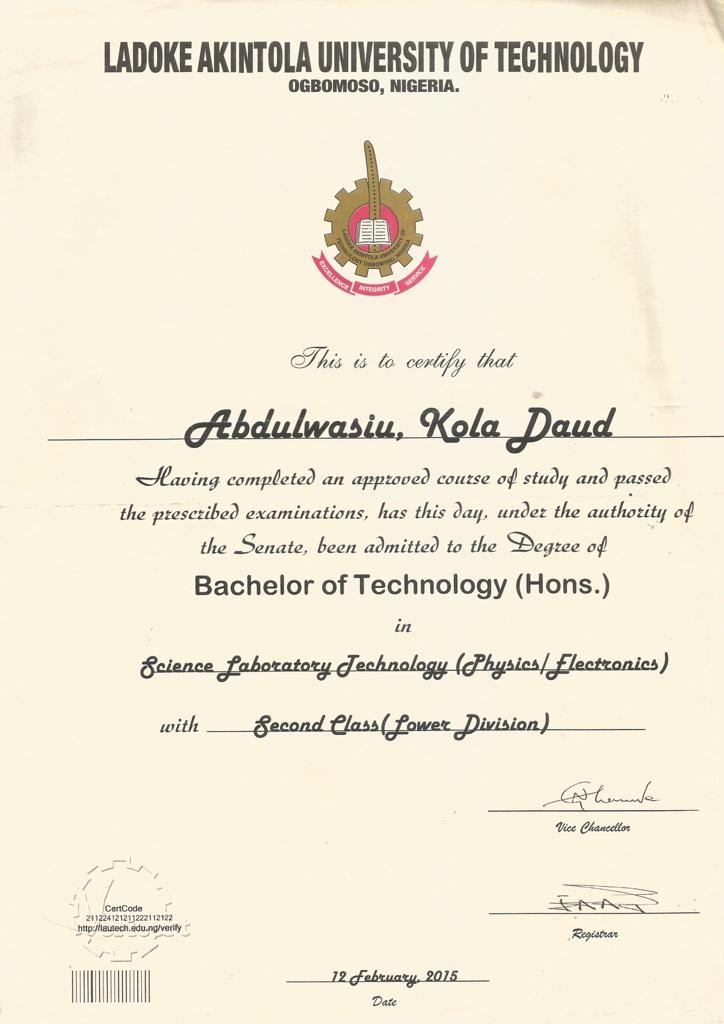 LADOKE AKINTOLA UNIVERSITY OF TECHNOLOGY
OGBOMOSO, NIGERIA.
LADOKE AKINTOLA UNIVERSITY OF
TECHNOLOGY OGBOMOSO, NIGERIA
EXCELLENCE INTEGRITY SERVICE
This is to certify that
Abdulwasiu, Kola Daud
Having completed an approved course of study and passed
the prescribed examinations, has this day, under the authority of
the Senate, been admitted to the Degree of
Bachelor of Technology (Hons.)
in
Science Laboratory Technology (Physics/Electronics)
with Second Class(Lower Division)
Vice Chancellor
Registrar
CertCode
211224121211222112122
http://lautech.edu.ng/verify
12 February, 2015
Date